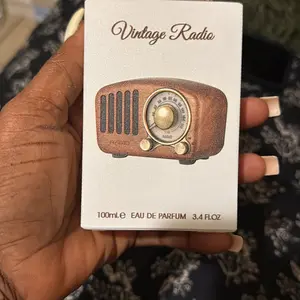 Vintage Radio
100mL℮ EAU DE PARFUM 3.4 FL.OZ